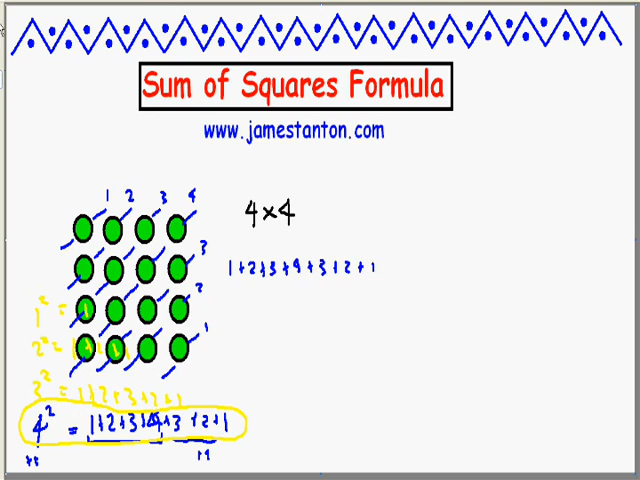 Sum of Squares Formula
www.jamestanton.com
1 2 3 4
4×4
3
1+2+3+4+3+2+1
2
1² = 1
1
2² = 1+2+1
3² = 1+2+3+2+1
4² = 1+2+3+4+3+2+1